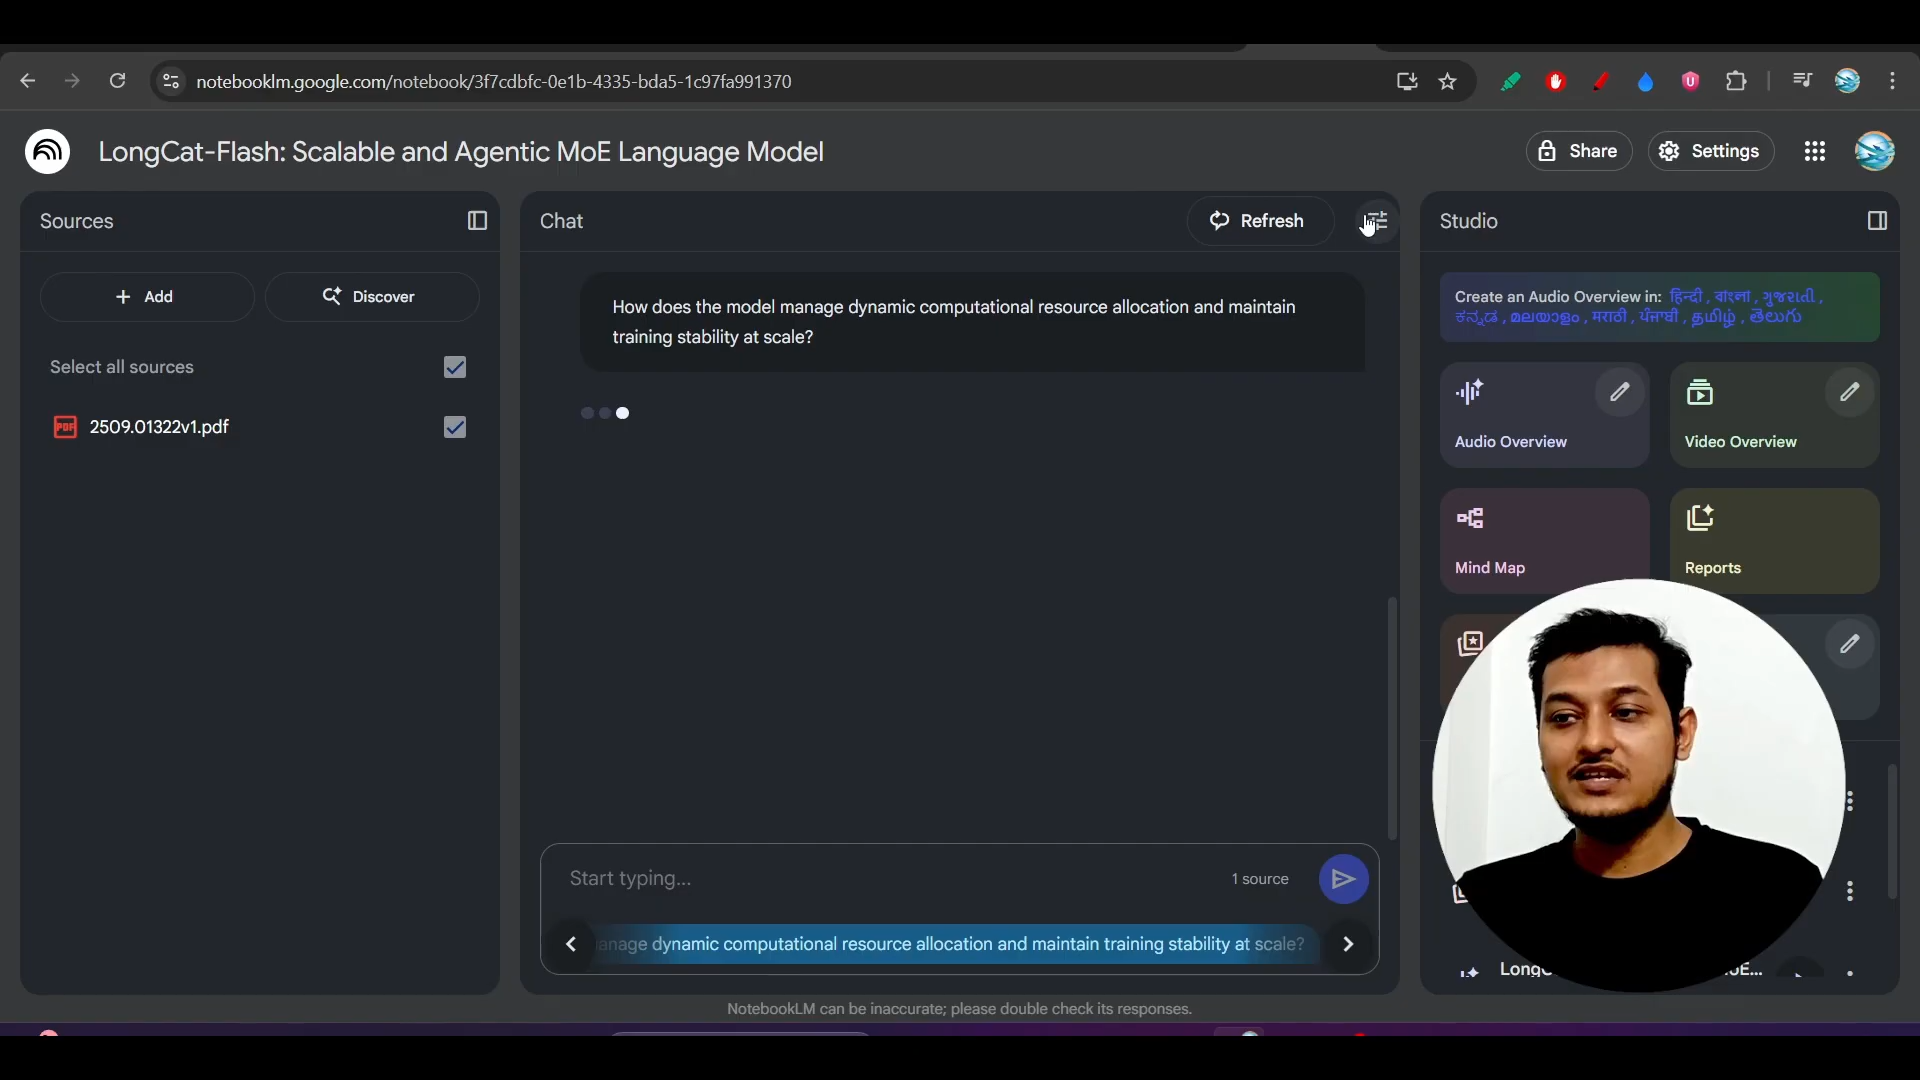 notebooklm.google.com/notebook/3f7cdbfc-0e1b-4335-bda5-1c97fa991370
LongCat-Flash: Scalable and Agentic MoE Language Model
Share
Settings
Sources
Chat
Refresh
Studio
+ Add
Discover
Select all sources
PDF
2509.01322v1.pdf
How does the model manage dynamic computational resource allocation and maintain
training stability at scale?
Create an Audio Overview in: हिन्दी, বাংলা, ગુજરાતી,
ಕನ್ನಡ, മലയാളം, मराठी, ਪੰਜਾਬੀ, தமிழ், తెలుగు
Audio Overview
Video Overview
Mind Map
Reports
Start typing...
1 source
dynamic computational resource allocation and maintain training stability at scale?
NotebookLM can be inaccurate; please double check its responses.